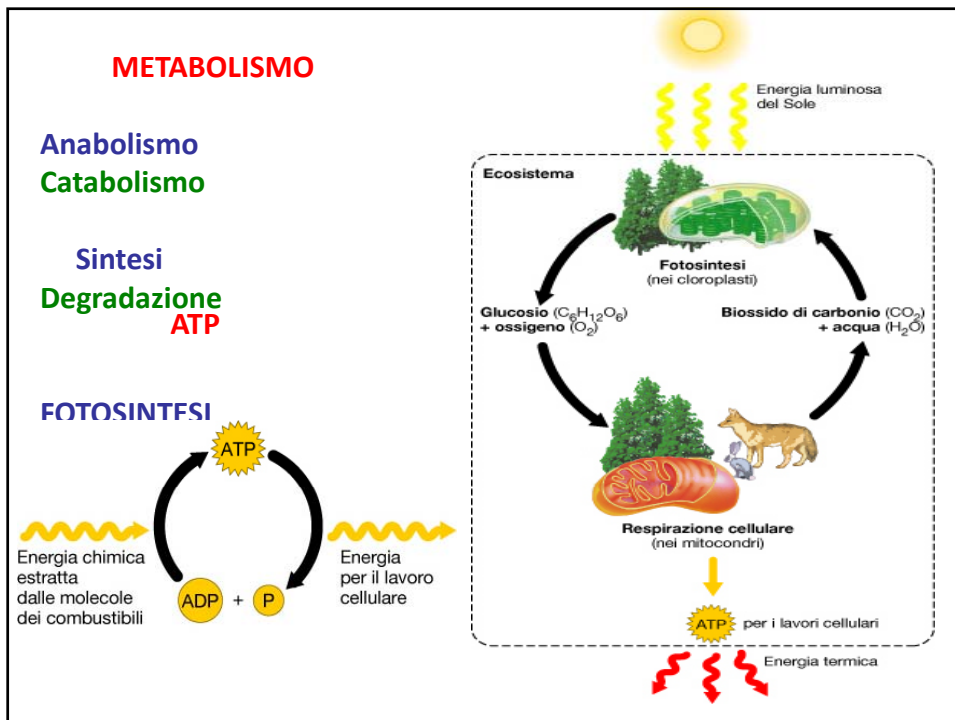 METABOLISMO
Anabolismo
Catabolismo
Sintesi
Degradazione
ATP
FOTOSINTESI
ATP
Energia chimica
estratta
dalle molecole
dei combustibili
ADP + P
Energia
per il lavoro
cellulare
Energia luminosa
del Sole
Ecosistema
Fotosintesi
(nei cloroplasti)
Glucosio (C₆H₁₂O₆)
+ ossigeno (O₂)
Biossido di carbonio (CO₂)
+ acqua (H₂O)
Respirazione cellulare
(nei mitocondri)
ATP per i lavori cellulari
Energia termica